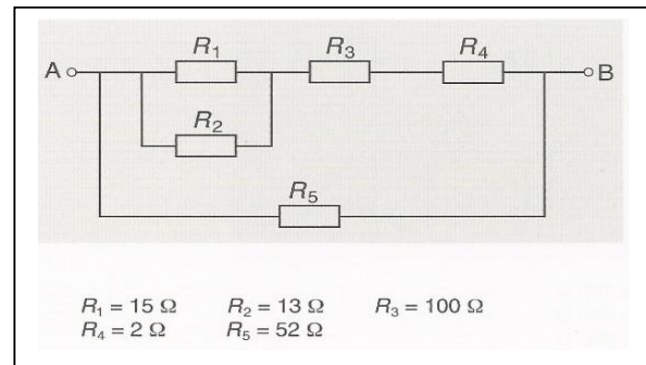 R₁ R₃ R₄
A B
R₂
R₅
R₁ = 15 Ω R₂ = 13 Ω R₃ = 100 Ω
R₄ = 2 Ω R₅ = 52 Ω